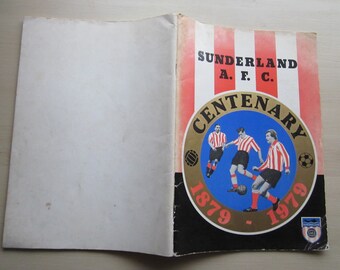 SUNDERLAND
A. F. C.
CENTENARY
1879 · 1979